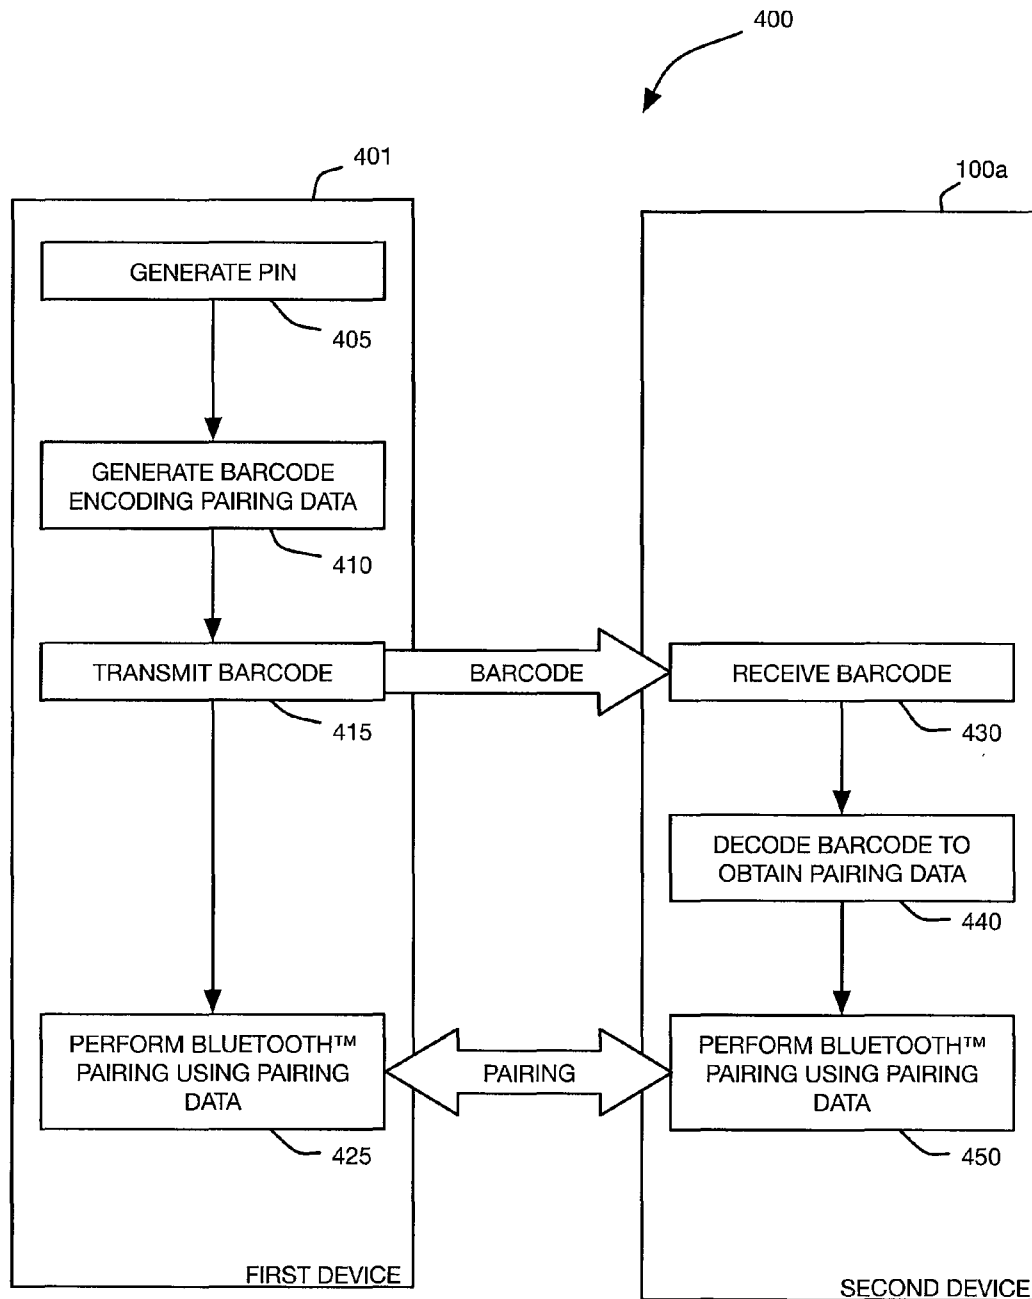 400
401
100a
GENERATE PIN
405
GENERATE BARCODE
ENCODING PAIRING DATA
410
TRANSMIT BARCODE
BARCODE
RECEIVE BARCODE
415
430
DECODE BARCODE TO
OBTAIN PAIRING DATA
440
PERFORM BLUETOOTH™
PAIRING USING PAIRING
DATA
PAIRING
PERFORM BLUETOOTH™
PAIRING USING PAIRING
DATA
425
450
FIRST DEVICE
SECOND DEVICE